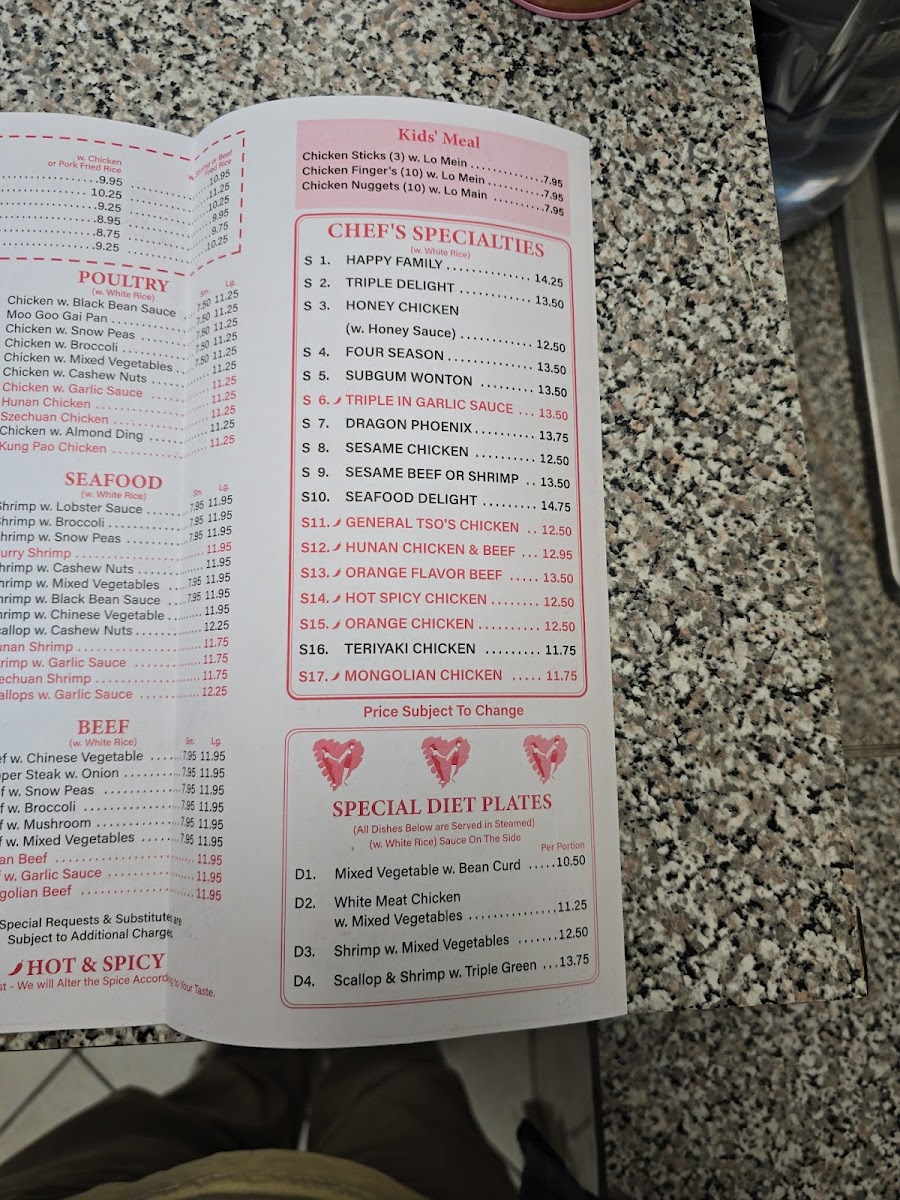 w. Chicken
or Pork Fried Rice
Fried Rice
9.95 10.95
10.25 11.25
9.25 10.25
8.95 9.95
8.75 9.75
9.25 10.25
POULTRY
(w. White Rice)
Sm. Lg.
Chicken w. Black Bean Sauce 7.50 11.25
Moo Goo Gai Pan 7.50 11.25
Chicken w. Snow Peas 7.50 11.25
Chicken w. Broccoli 7.50 11.25
Chicken w. Mixed Vegetables 7.50 11.25
Chicken w. Cashew Nuts 11.25
Chicken w. Garlic Sauce 11.25
Hunan Chicken 11.25
Szechuan Chicken 11.25
Chicken w. Almond Ding 11.25
Kung Pao Chicken 11.25
SEAFOOD
(w. White Rice)
Sm. Lg.
Shrimp w. Lobster Sauce 7.95 11.95
hrimp w. Broccoli 7.95 11.95
hrimp w. Snow Peas 7.95 11.95
urry Shrimp 11.95
hrimp w. Cashew Nuts 11.95
hrimp w. Mixed Vegetables 7.95 11.95
hrimp w. Black Bean Sauce 7.95 11.95
hrimp w. Chinese Vegetable 11.95
callop w. Cashew Nuts 12.25
unan Shrimp 11.75
rimp w. Garlic Sauce 11.75
echuan Shrimp 11.75
allops w. Garlic Sauce 12.25
BEEF
(w. White Rice)
Sm. Lg.
ef w. Chinese Vegetable 7.95 11.95
pper Steak w. Onion 7.95 11.95
f w. Snow Peas 7.95 11.95
f w. Broccoli 7.95 11.95
f w. Mushroom 7.95 11.95
f w. Mixed Vegetables 7.95 11.95
an Beef 11.95
f w. Garlic Sauce 11.95
golian Beef 11.95
Special Requests & Substitutes are
Subject to Additional Charge
HOT & SPICY
st - We will Alter the Spice According to Your Taste.
Kids' Meal
Chicken Sticks (3) w. Lo Mein 7.95
Chicken Finger's (10) w. Lo Mein 7.95
Chicken Nuggets (10) w. Lo Main 7.95
CHEF'S SPECIALTIES
(w. White Rice)
S 1. HAPPY FAMILY 14.25
S 2. TRIPLE DELIGHT 13.50
S 3. HONEY CHICKEN
(w. Honey Sauce) 12.50
S 4. FOUR SEASON 13.50
S 5. SUBGUM WONTON 13.50
S 6. TRIPLE IN GARLIC SAUCE 13.50
S 7. DRAGON PHOENIX 13.75
S 8. SESAME CHICKEN 12.50
S 9. SESAME BEEF OR SHRIMP 13.50
S10. SEAFOOD DELIGHT 14.75
S11. GENERAL TSO'S CHICKEN 12.50
S12. HUNAN CHICKEN & BEEF 12.95
S13. ORANGE FLAVOR BEEF 13.50
S14. HOT SPICY CHICKEN 12.50
S15. ORANGE CHICKEN 12.50
S16. TERIYAKI CHICKEN 11.75
S17. MONGOLIAN CHICKEN 11.75
Price Subject To Change
SPECIAL DIET PLATES
(All Dishes Below are Served in Steamed)
(w. White Rice) Sauce On The Side
Per Portion
D1. Mixed Vegetable w. Bean Curd 10.50
D2. White Meat Chicken
w. Mixed Vegetables 11.25
D3. Shrimp w. Mixed Vegetables 12.50
D4. Scallop & Shrimp w. Triple Green 13.75